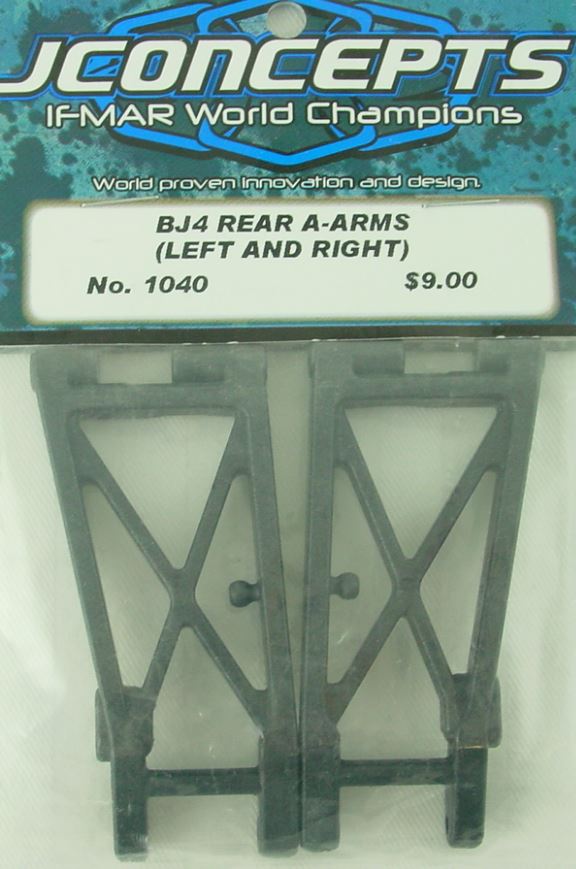 JCONCEPTS
IFMAR World Champions
World proven innovation and design.
BJ4 REAR A-ARMS
(LEFT AND RIGHT)
No. 1040 $9.00